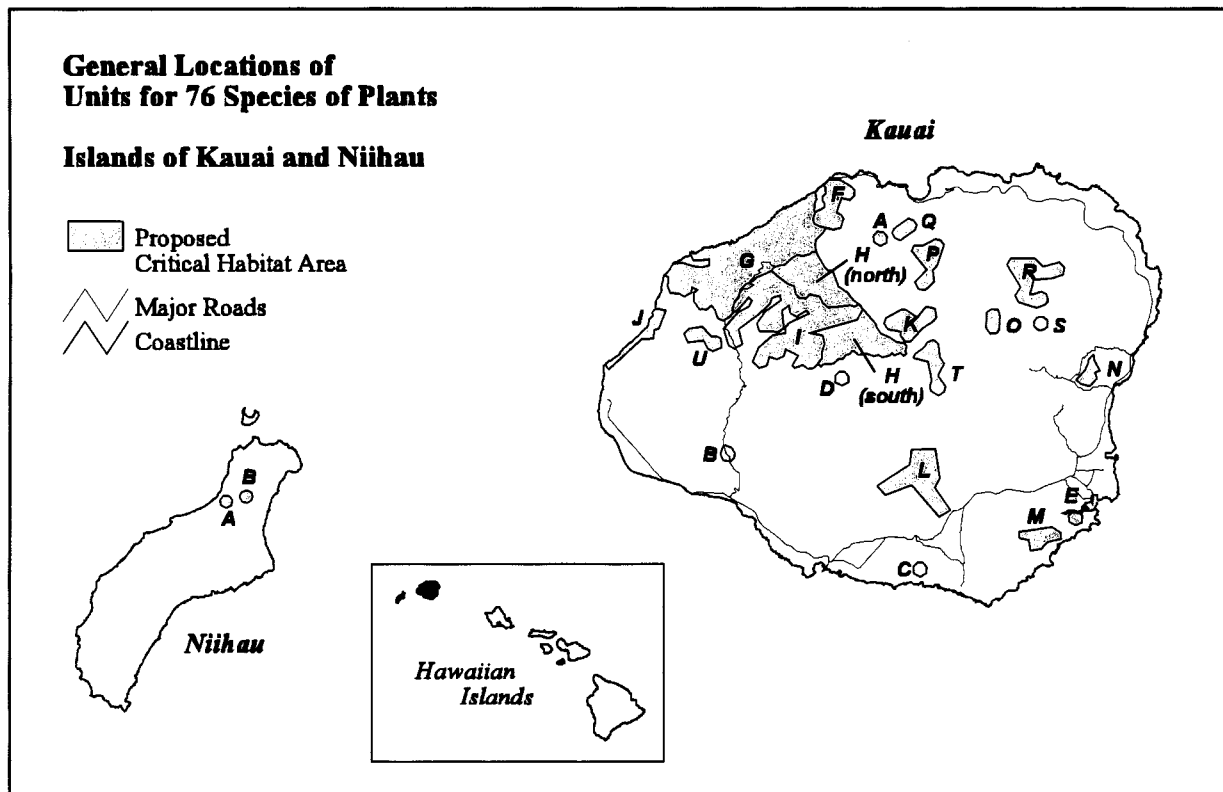 General Locations of
Units for 76 Species of Plants
Islands of Kauai and Niihau
Proposed
Critical Habitat Area
Major Roads
Coastline
Kauai
F
A
Q
G
H
(north)
P
R
J
U
I
K
O
S
D
H
(south)
T
N
B
L
E
M
C
B
A
Niihau
Hawaiian
Islands